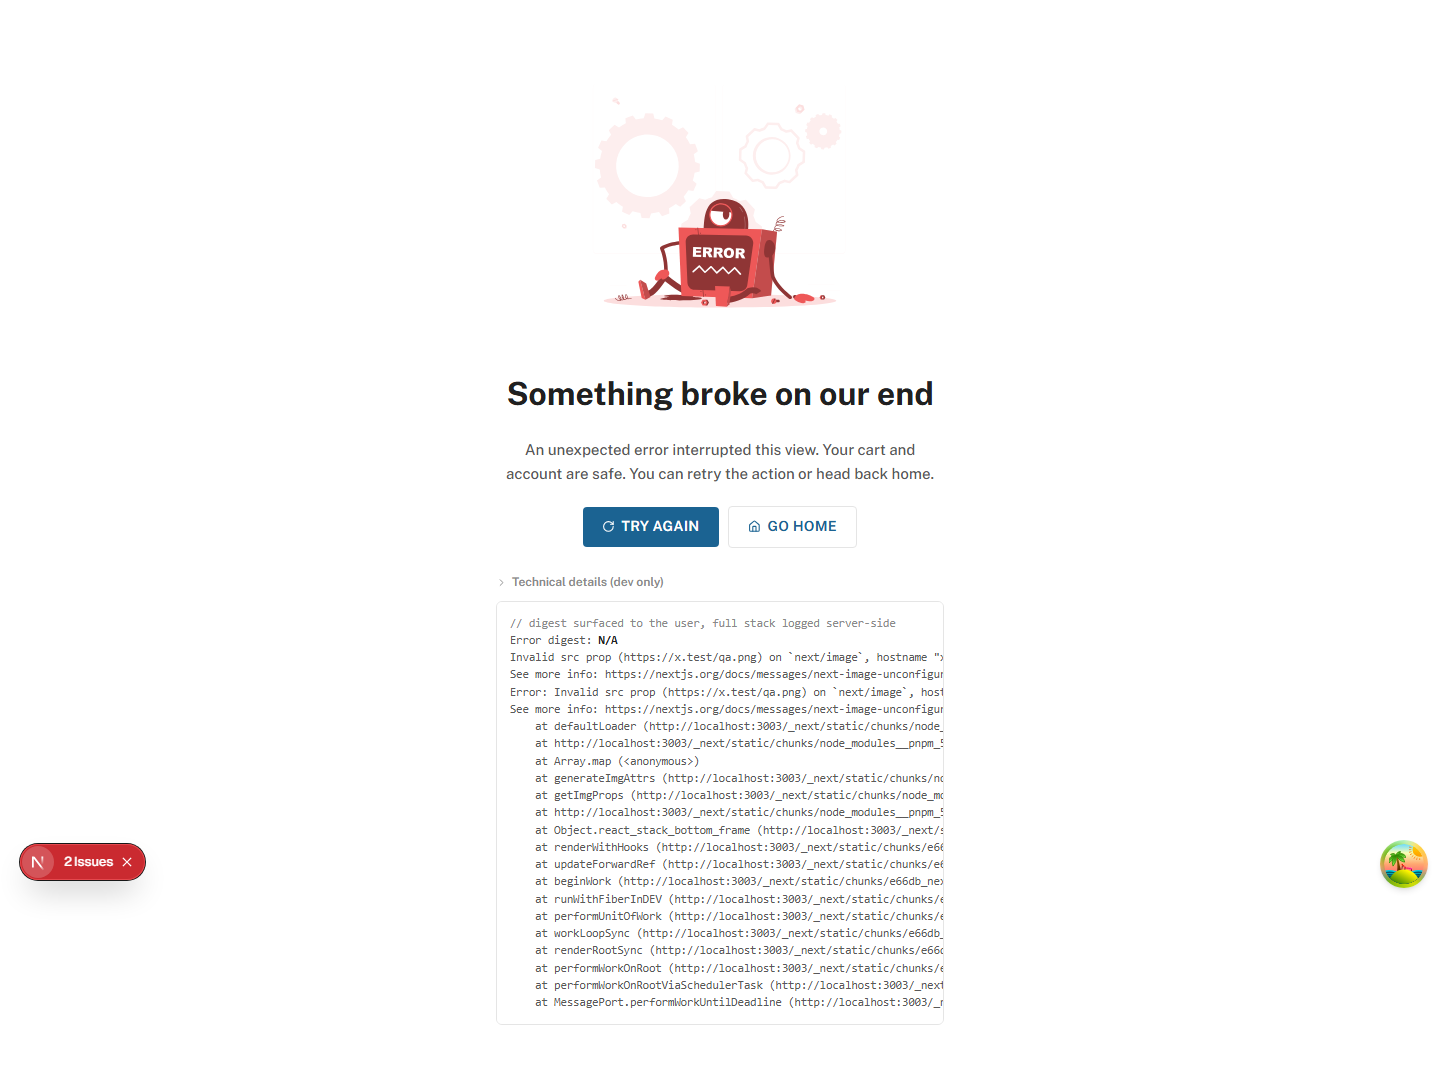 ERROR
Something broke on our end
An unexpected error interrupted this view. Your cart and
account are safe. You can retry the action or head back home.
TRY AGAIN
GO HOME
Technical details (dev only)
// digest surfaced to the user, full stack logged server-side
Error digest: N/A
Invalid src prop (https://x.test/qa.png) on `next/image`, hostname "x
See more info: https://nextjs.org/docs/messages/next-image-unconfigur
Error: Invalid src prop (https://x.test/qa.png) on `next/image`, host
See more info: https://nextjs.org/docs/messages/next-image-unconfigur
at defaultLoader (http://localhost:3003/_next/static/chunks/node_
at http://localhost:3003/_next/static/chunks/node_modules__pnpm_5
at Array.map (<anonymous>)
at generateImgAttrs (http://localhost:3003/_next/static/chunks/no
at getImgProps (http://localhost:3003/_next/static/chunks/node_mo
at http://localhost:3003/_next/static/chunks/node_modules__pnpm_5
at Object.react_stack_bottom_frame (http://localhost:3003/_next/s
at renderWithHooks (http://localhost:3003/_next/static/chunks/e66
at updateForwardRef (http://localhost:3003/_next/static/chunks/e6
at beginWork (http://localhost:3003/_next/static/chunks/e66db_nex
at runWithFiberInDEV (http://localhost:3003/_next/static/chunks/e
at performUnitOfWork (http://localhost:3003/_next/static/chunks/e
at workLoopSync (http://localhost:3003/_next/static/chunks/e66db_
at renderRootSync (http://localhost:3003/_next/static/chunks/e66d
at performWorkOnRoot (http://localhost:3003/_next/static/chunks/e
at performWorkOnRootViaSchedulerTask (http://localhost:3003/_next
at MessagePort.performWorkUntilDeadline (http://localhost:3003/_n
N 2 Issues